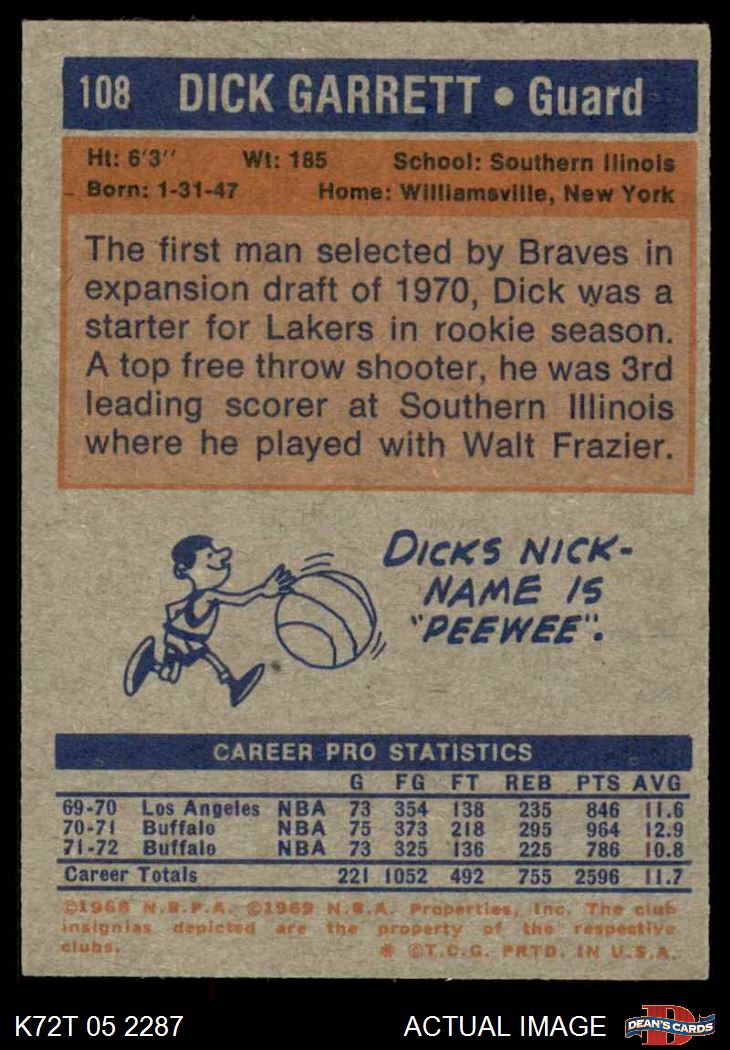 108 DICK GARRETT • Guard
Ht: 6'3'' Wt: 185 School: Southern Ilinois
Born: 1-31-47 Home: Williamsville, New York
The first man selected by Braves in
expansion draft of 1970, Dick was a
starter for Lakers in rookie season.
A top free throw shooter, he was 3rd
leading scorer at Southern Illinois
where he played with Walt Frazier.
DICKS NICK-
NAME IS
"PEEWEE".
CAREER PRO STATISTICS
G FG FT REB PTS AVG
69-70 Los Angeles NBA 73 354 138 235 846 11.6
70-71 Buffalo NBA 75 373 218 295 964 12.9
71-72 Buffalo NBA 73 325 136 225 786 10.8
Career Totals 221 1052 492 755 2596 11.7
©1968 N.B.P.A. ©1969 N.B.A. Properties, Inc. The club
insignias depicted are the property of the respective
clubs. * ©T.C.G. PRTD. IN U.S.A.
K72T 05 2287 ACTUAL IMAGE D DEAN'S CARDS